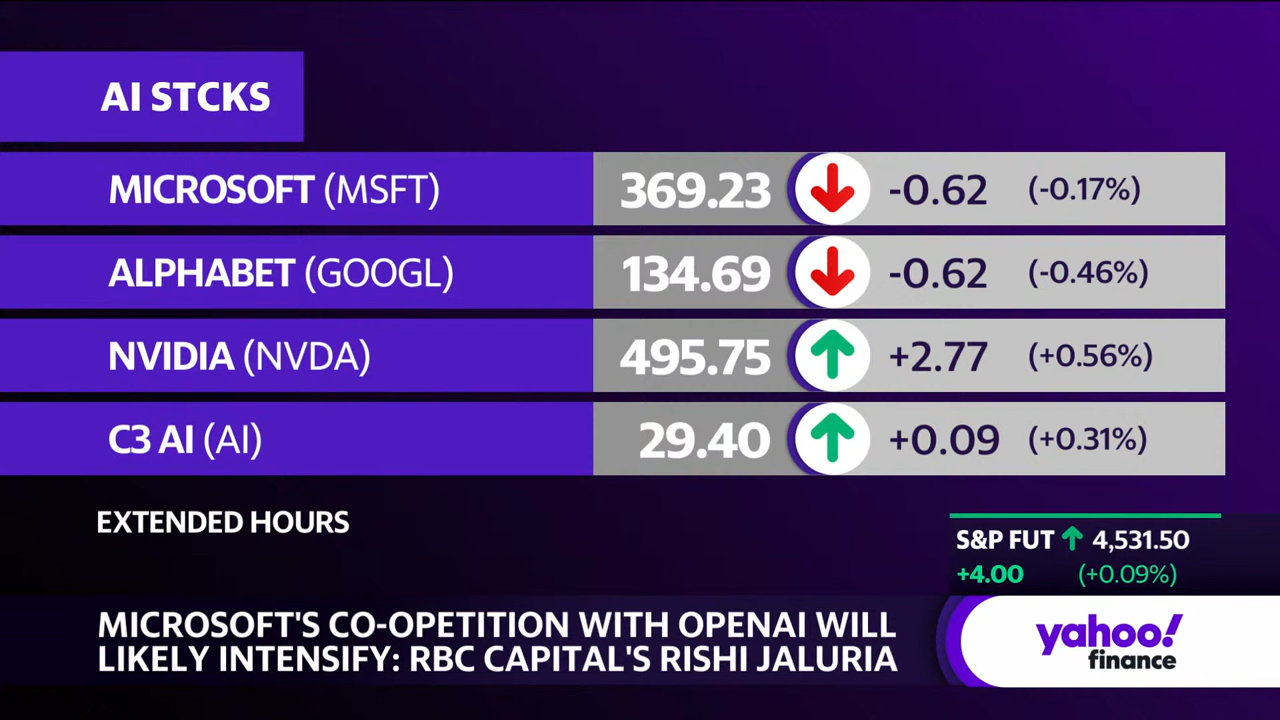 AI STCKS
MICROSOFT (MSFT) 369.23 -0.62 (-0.17%)
ALPHABET (GOOGL) 134.69 -0.62 (-0.46%)
NVIDIA (NVDA) 495.75 +2.77 (+0.56%)
C3 AI (AI) 29.40 +0.09 (+0.31%)
EXTENDED HOURS
S&P FUT 4,531.50
+4.00 (+0.09%)
MICROSOFT'S CO-OPETITION WITH OPENAI WILL
LIKELY INTENSIFY: RBC CAPITAL'S RISHI JALURIA
yahoo!
finance